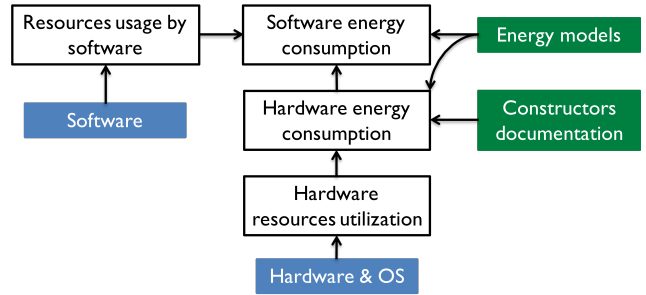 Resources usage by
software
Software energy
consumption
Energy models
Software
Hardware energy
consumption
Constructors
documentation
Hardware
resources utilization
Hardware & OS